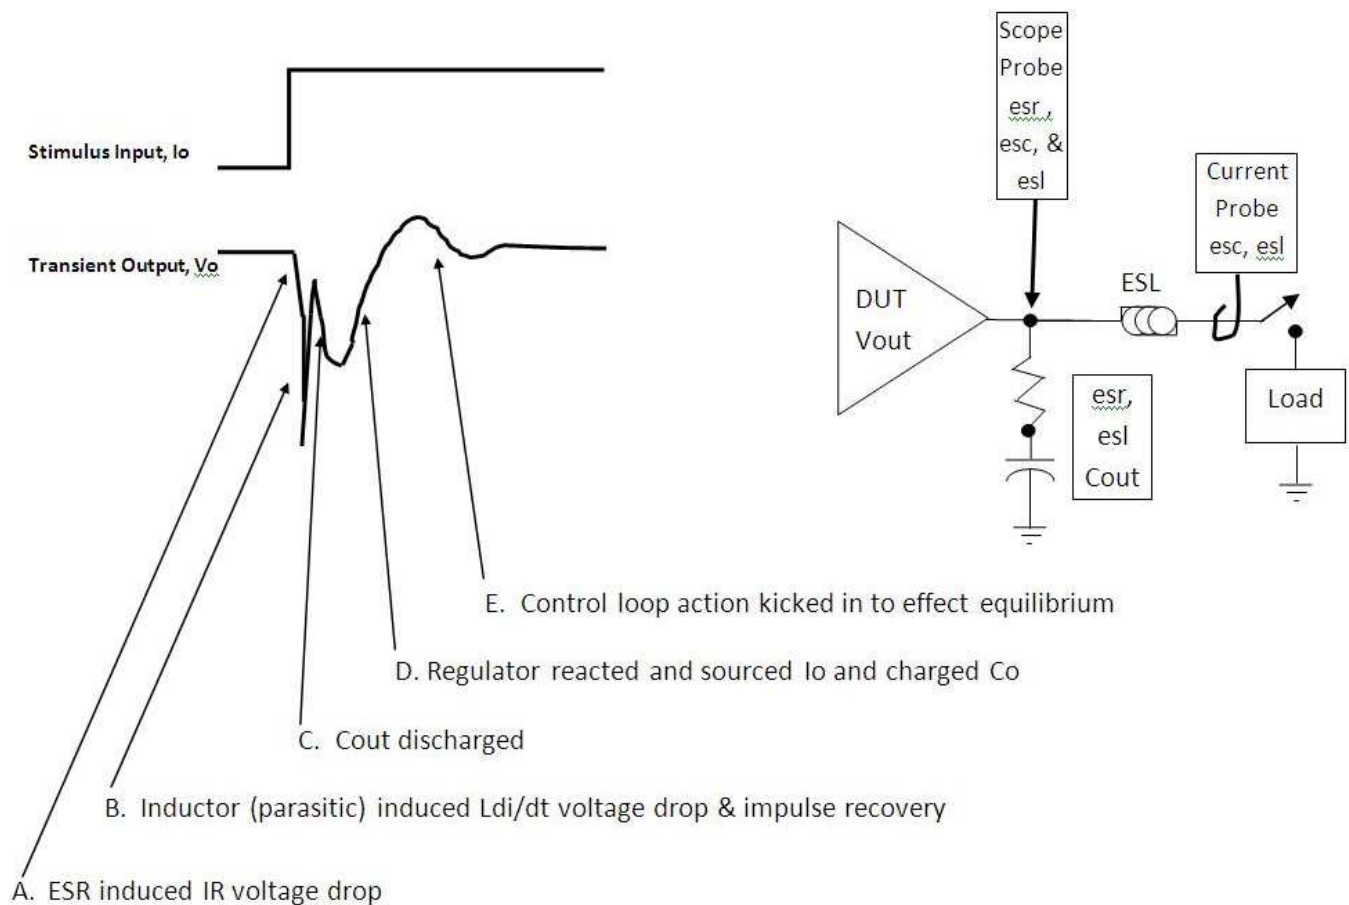 Stimulus Input, Io
Transient Output, Vo
Scope
Probe
esr ,
esc, &
esl
Current
Probe
esc, esl
ESL
DUT
Vout
esr,
esl
Cout
Load
E. Control loop action kicked in to effect equilibrium
D. Regulator reacted and sourced Io and charged Co
C. Cout discharged
B. Inductor (parasitic) induced Ldi/dt voltage drop & impulse recovery
A. ESR induced IR voltage drop